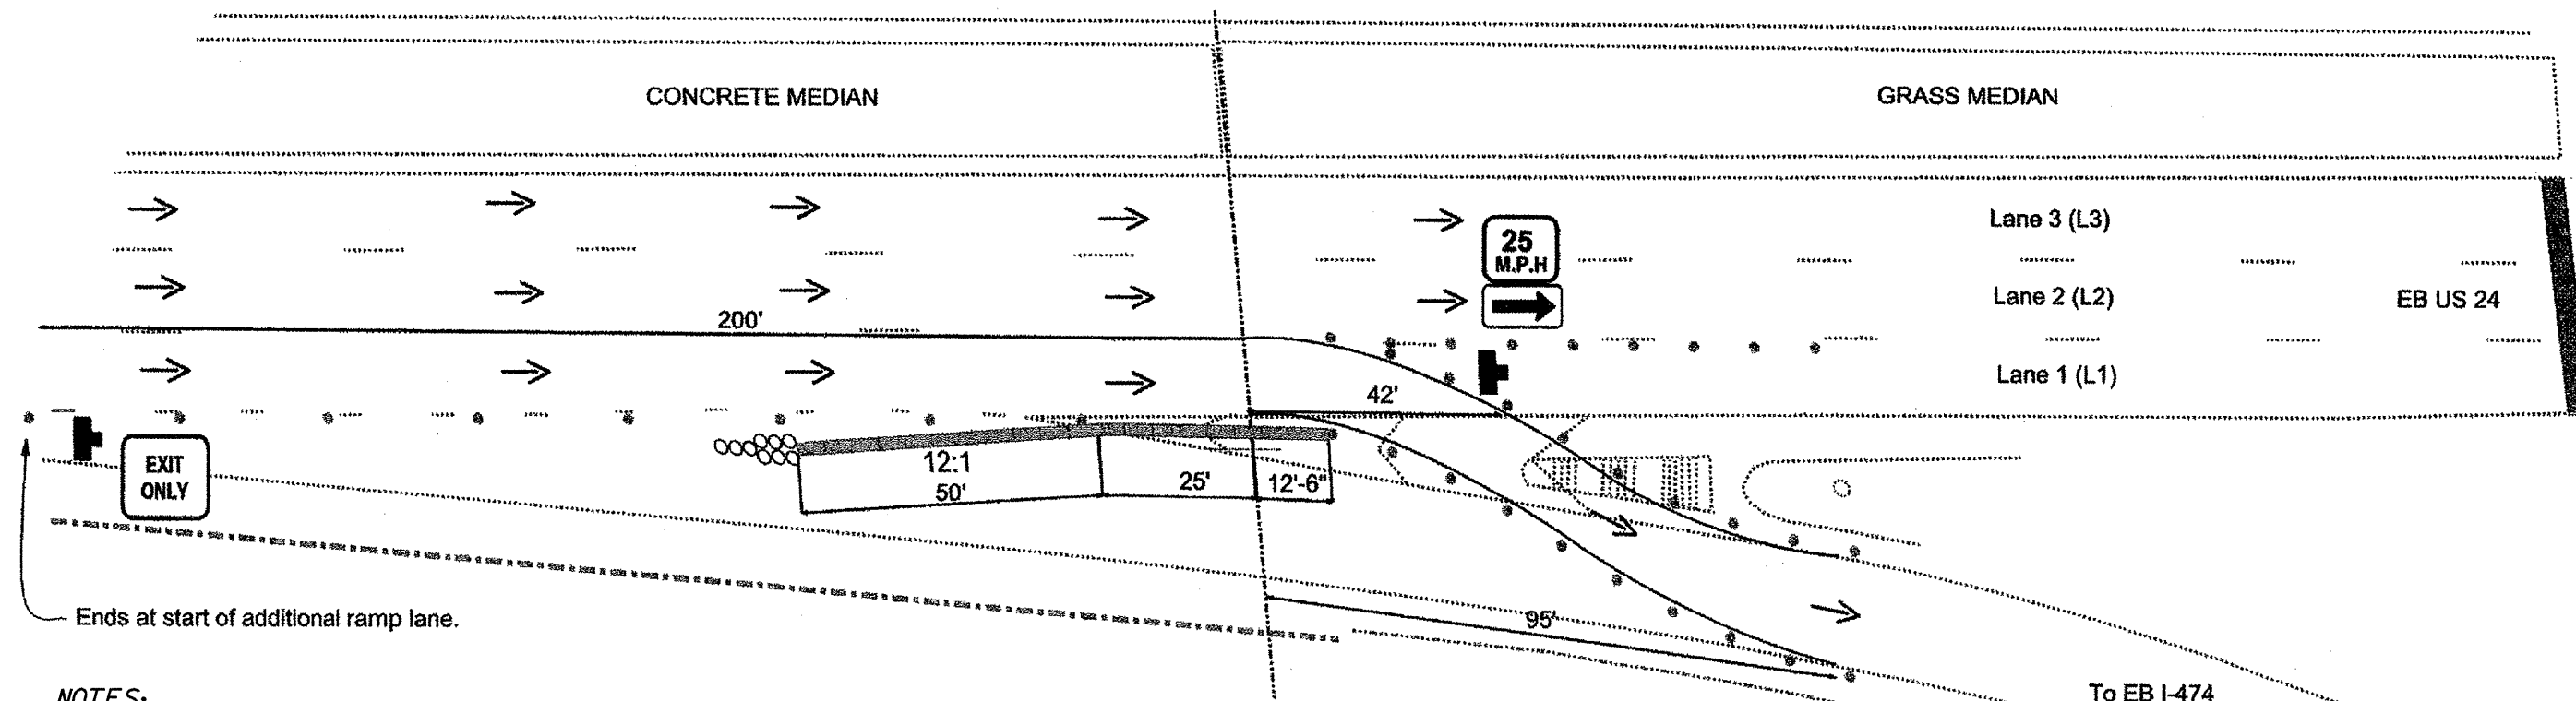 CONCRETE MEDIAN
GRASS MEDIAN
Lane 3 (L3)
25
M.P.H
Lane 2 (L2)
EB US 24
200'
Lane 1 (L1)
42'
EXIT
ONLY
12:1
50'
25'
12'-6"
Ends at start of additional ramp lane.
95'
NOTES:
To EB I-474